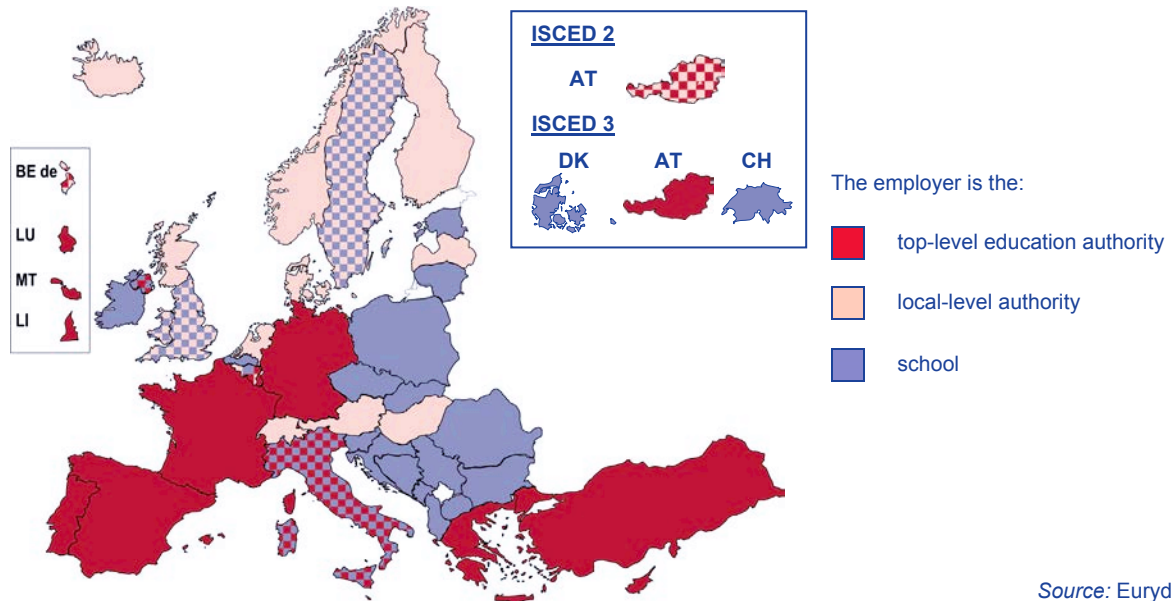 ISCED 2
AT
ISCED 3
DK AT CH
BE de
LU
MT
LI
The employer is the:
top-level education authority
local-level authority
school
Source: Euryd